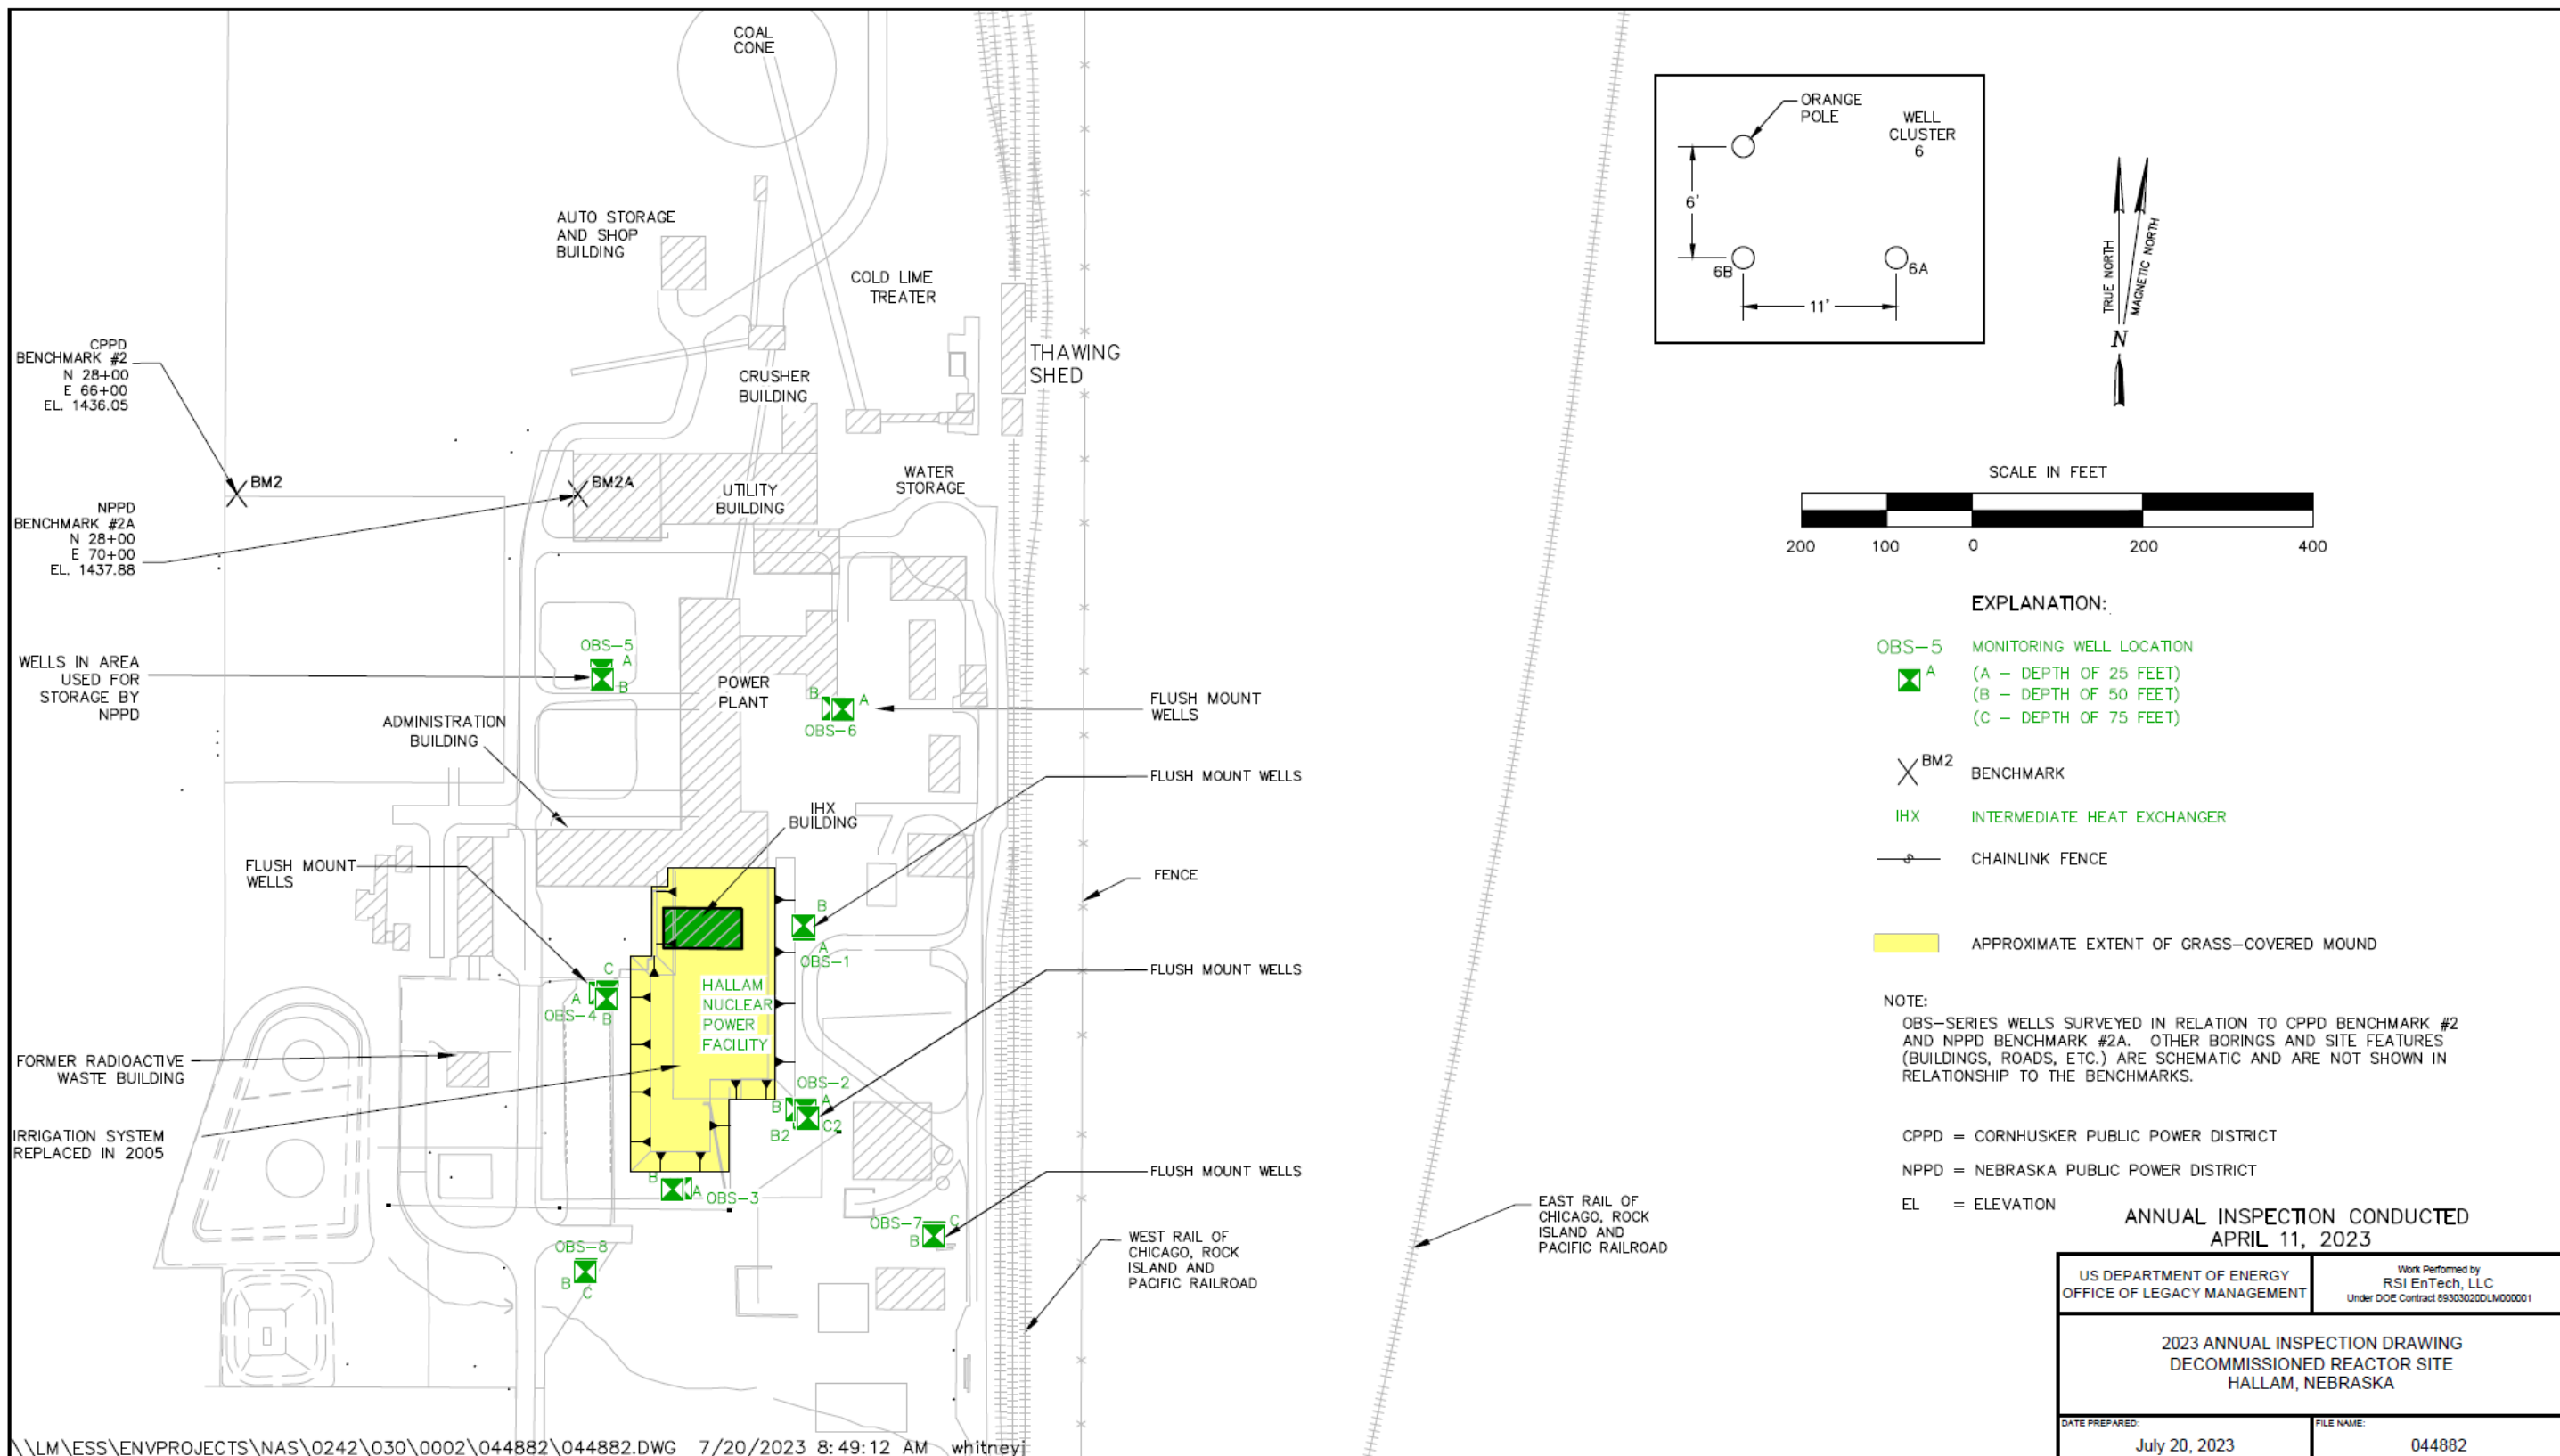 COAL
CONE
AUTO STORAGE
AND SHOP
BUILDING
COLD LIME
TREATER
THAWING
SHED
CPPD
BENCHMARK #2
N 28+00
E 66+00
EL. 1436.05
CRUSHER
BUILDING
BM2
BM2A
UTILITY
BUILDING
WATER
STORAGE
NPPD
BENCHMARK #2A
N 28+00
E 70+00
EL. 1437.88
WELLS IN AREA
USED FOR
STORAGE BY
NPPD
OBS-5
A
B
POWER
PLANT
B
A
OBS-6
FLUSH MOUNT
WELLS
ADMINISTRATION
BUILDING
FLUSH MOUNT WELLS
IHX
BUILDING
FLUSH MOUNT
WELLS
FENCE
B
A
OBS-1
FLUSH MOUNT WELLS
C
A
OBS-4
B
HALLAM
NUCLEAR
POWER
FACILITY
FORMER RADIOACTIVE
WASTE BUILDING
OBS-2
B
A
B2
C2
IRRIGATION SYSTEM
REPLACED IN 2005
FLUSH MOUNT WELLS
B
A
OBS-3
OBS-7
C
B
OBS-8
B
C
WEST RAIL OF
CHICAGO, ROCK
ISLAND AND
PACIFIC RAILROAD
EAST RAIL OF
CHICAGO, ROCK
ISLAND AND
PACIFIC RAILROAD
ORANGE
POLE
WELL
CLUSTER
6
6'
6B
6A
11'
TRUE NORTH
MAGNETIC NORTH
N
SCALE IN FEET
200 100 0 200 400
EXPLANATION:
OBS-5 MONITORING WELL LOCATION
A (A - DEPTH OF 25 FEET)
(B - DEPTH OF 50 FEET)
(C - DEPTH OF 75 FEET)
BM2 BENCHMARK
IHX INTERMEDIATE HEAT EXCHANGER
CHAINLINK FENCE
APPROXIMATE EXTENT OF GRASS-COVERED MOUND
NOTE:
OBS-SERIES WELLS SURVEYED IN RELATION TO CPPD BENCHMARK #2
AND NPPD BENCHMARK #2A. OTHER BORINGS AND SITE FEATURES
(BUILDINGS, ROADS, ETC.) ARE SCHEMATIC AND ARE NOT SHOWN IN
RELATIONSHIP TO THE BENCHMARKS.
CPPD = CORNHUSKER PUBLIC POWER DISTRICT
NPPD = NEBRASKA PUBLIC POWER DISTRICT
EL = ELEVATION
ANNUAL INSPECTION CONDUCTED
APRIL 11, 2023
US DEPARTMENT OF ENERGY
OFFICE OF LEGACY MANAGEMENT
Work Performed by
RSI EnTech, LLC
Under DOE Contract 89303020DLM000001
2023 ANNUAL INSPECTION DRAWING
DECOMMISSIONED REACTOR SITE
HALLAM, NEBRASKA
DATE PREPARED:
July 20, 2023
FILE NAME:
044882
\\LM\ESS\ENVPROJECTS\NAS\0242\030\0002\044882\044882.DWG 7/20/2023 8:49:12 AM whitneyj